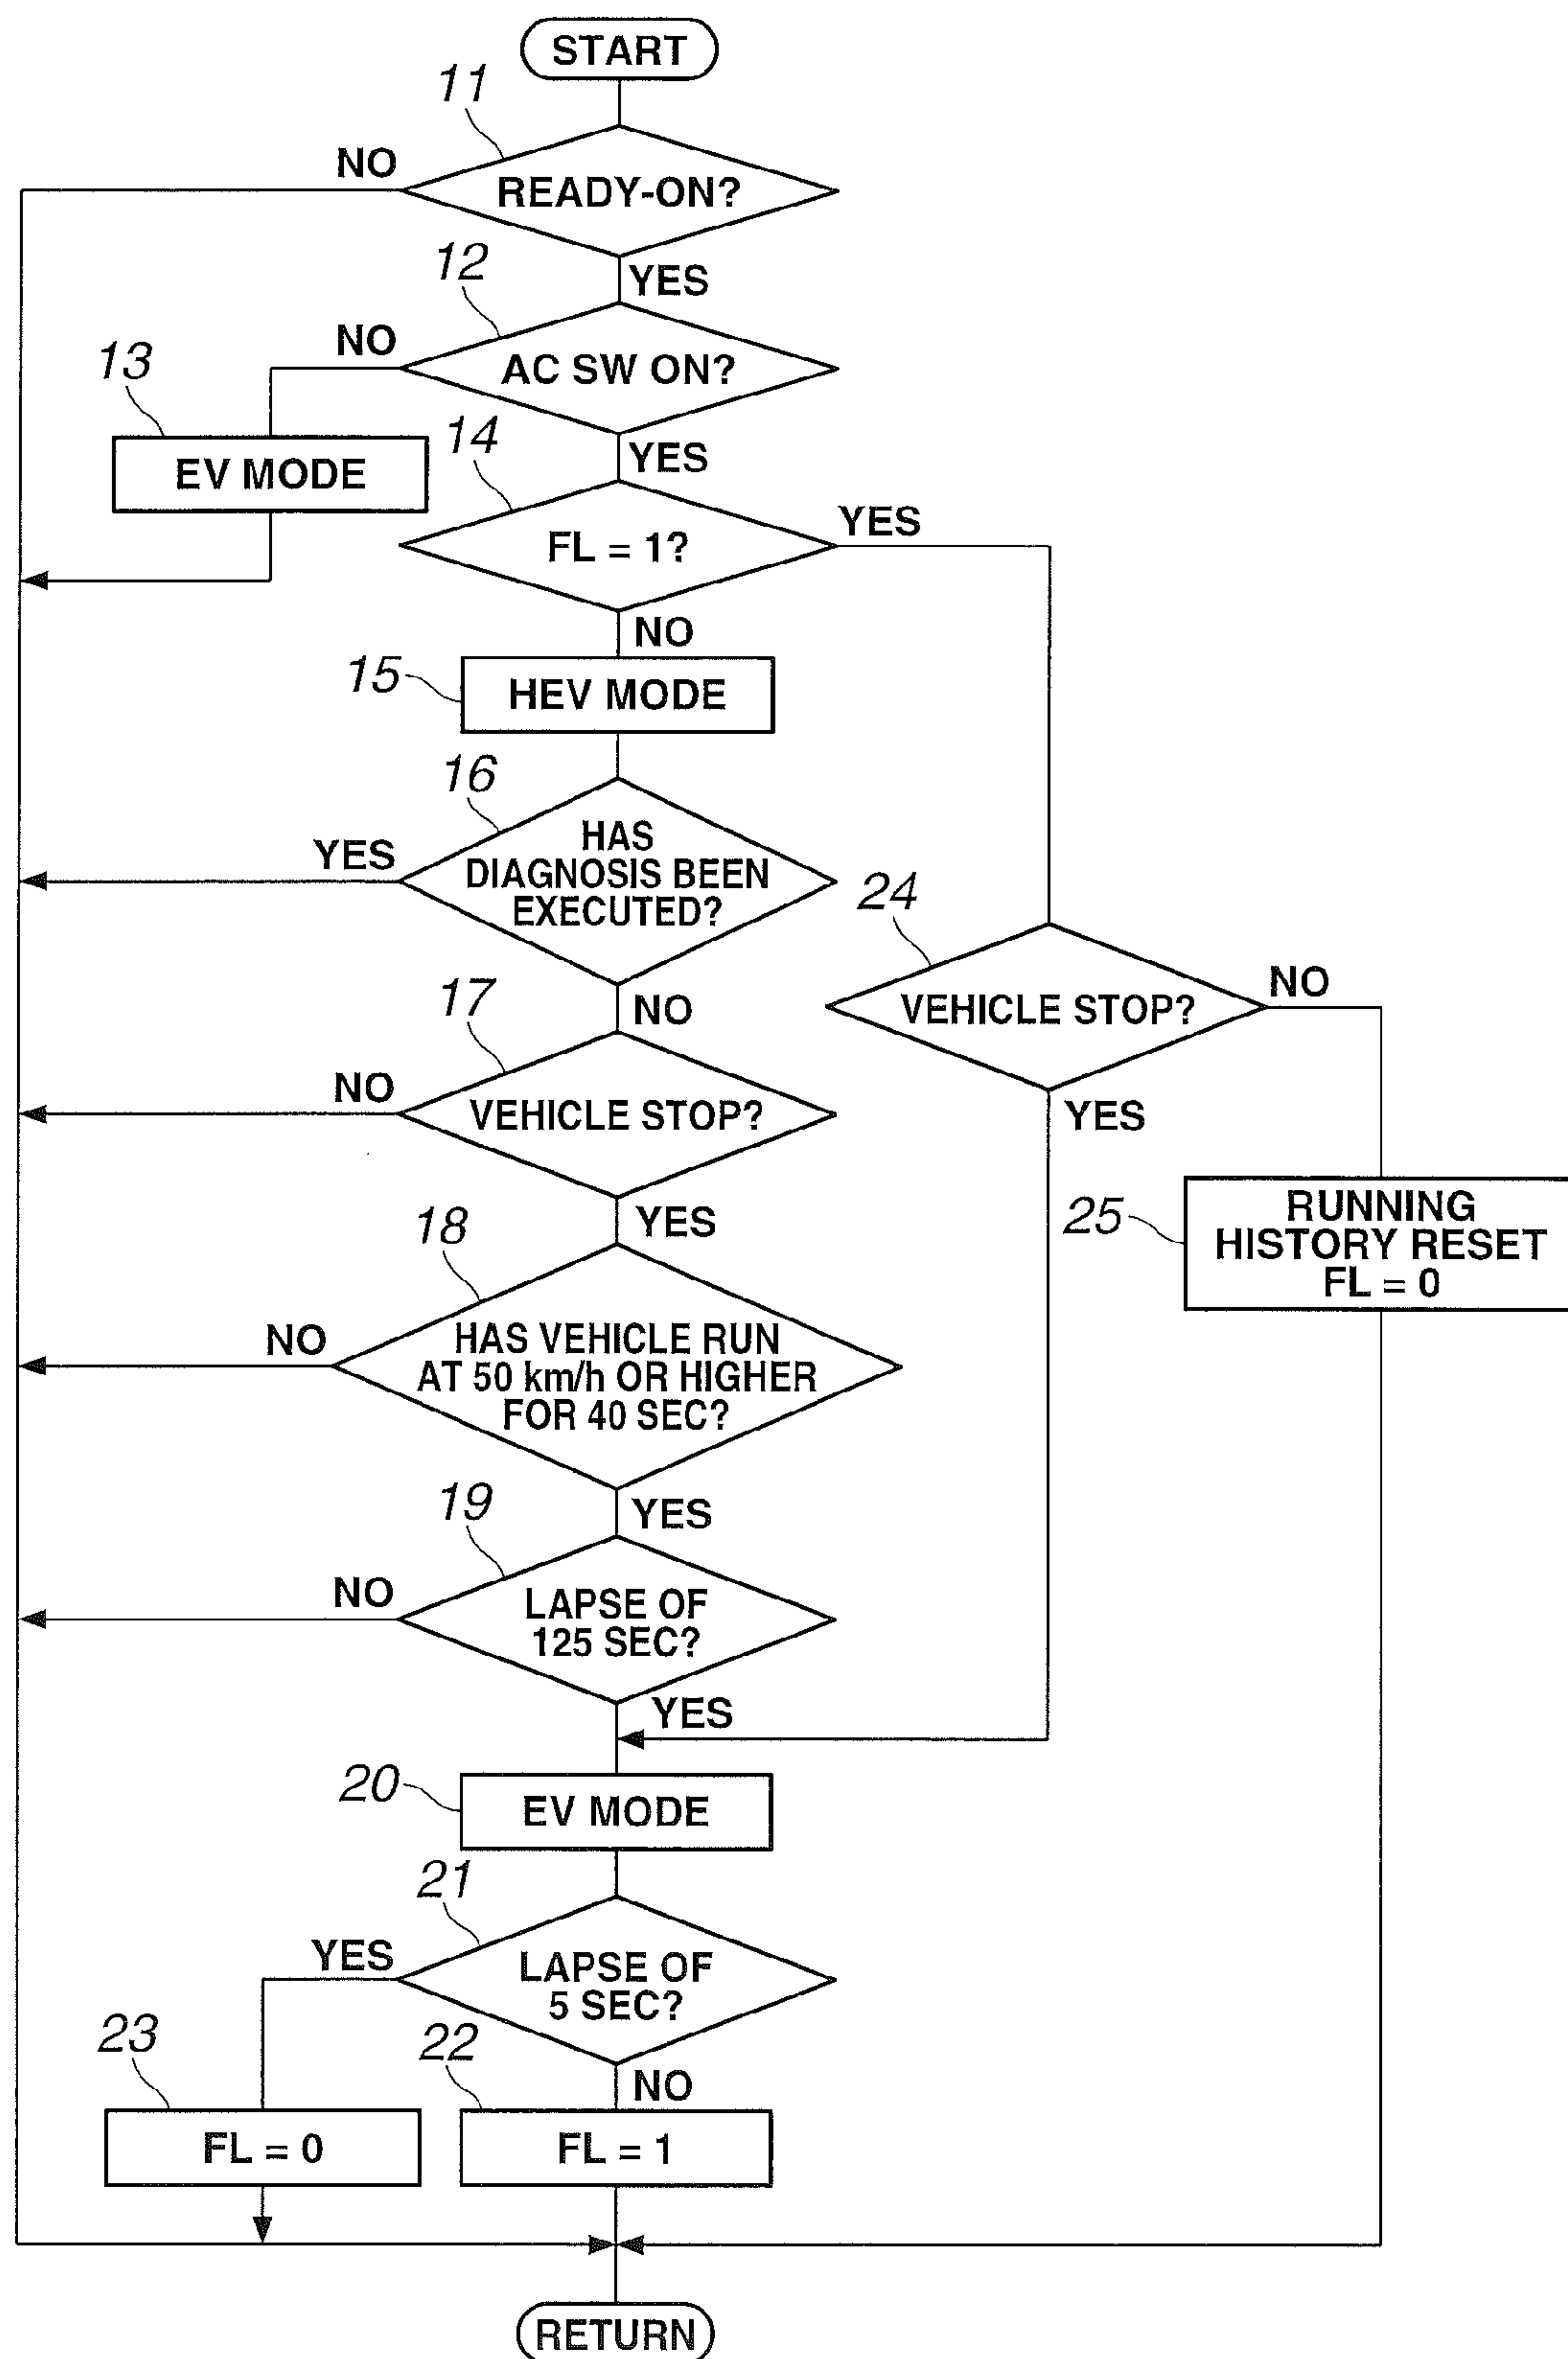 START
11
NO
READY-ON?
12
YES
NO
AC SW ON?
13
EV MODE
14
YES
FL = 1?
YES
NO
15
HEV MODE
16
YES
HAS
DIAGNOSIS BEEN
EXECUTED?
24
NO
VEHICLE STOP?
NO
17
NO
VEHICLE STOP?
YES
25
RUNNING
HISTORY RESET
FL = 0
YES
18
NO
HAS VEHICLE RUN
AT 50 km/h OR HIGHER
FOR 40 SEC?
YES
19
NO
LAPSE OF
125 SEC?
YES
20
EV MODE
21
YES
LAPSE OF
5 SEC?
23
22
NO
FL = 0
FL = 1
RETURN